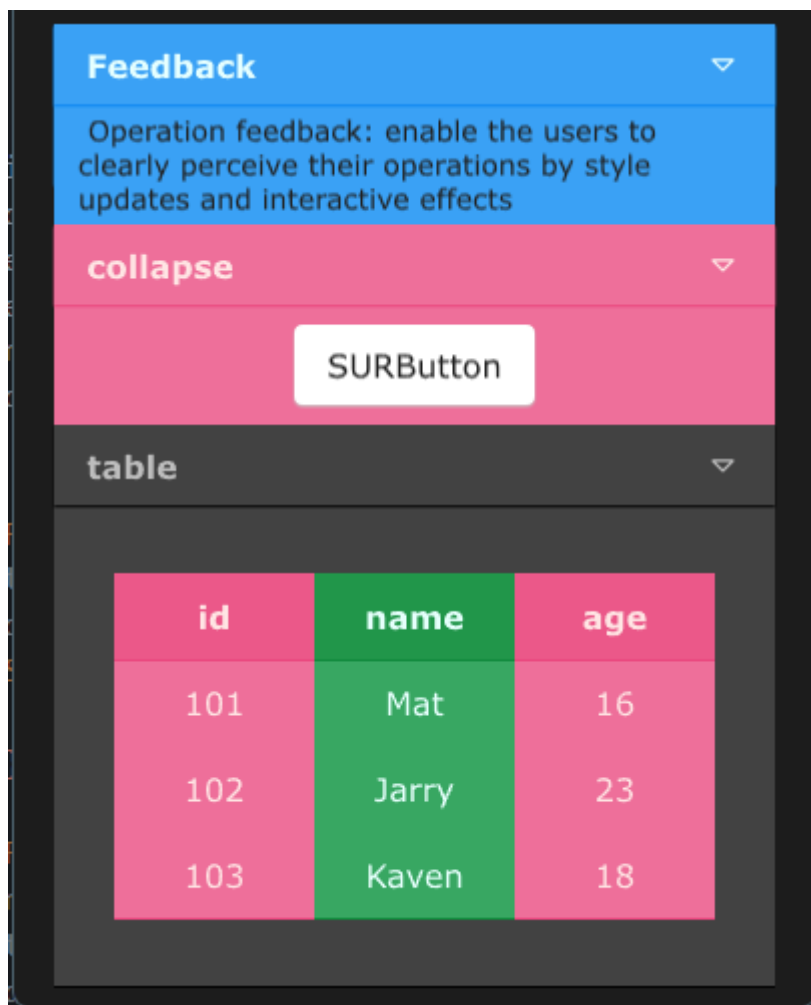 Feedback
Operation feedback: enable the users to
clearly perceive their operations by style
updates and interactive effects
collapse
SURButton
table
id name age
101 Mat 16
102 Jarry 23
103 Kaven 18